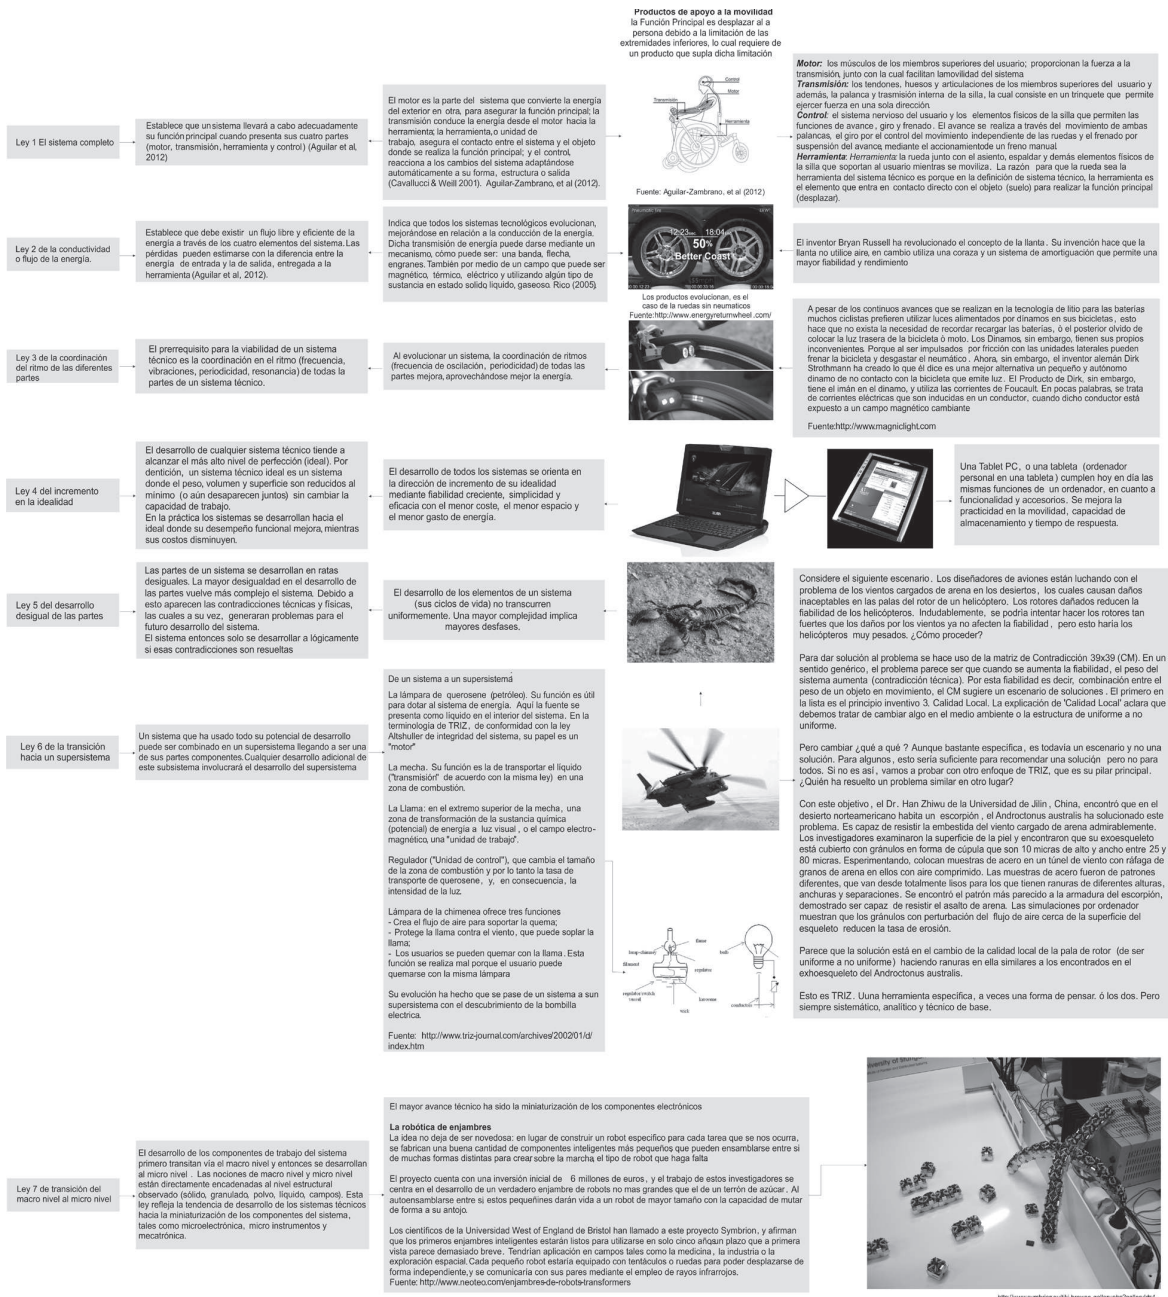 Productos de apoyo a la movilidad
la Función Principal es desplazar al a
persona debido a la limitación de las
extremidades inferiores, lo cual requiere de
un producto que supla dicha limitación
Ley 1 El sistema completo
Establece que un sistema llevará a cabo adecuadamente
su función principal cuando presenta sus cuatro partes
(motor, transmisión, herramienta y control) (Aguilar et al,
2012)
El motor es la parte del sistema que convierte la energía
del exterior en otra, para asegurar la función principal; la
transmisión conduce la energía desde el motor hacia la
herramienta; la herramienta, o unidad de
trabajo, asegura el contacto entre el sistema y el objeto
donde se realiza la función principal; y el control,
reacciona a los cambios del sistema adaptándose
automáticamente a su forma, estructura o salida
(Cavallucci & Weill 2001). Aguilar-Zambrano, et al (2012).
Control
Motor
Transmisión
Herramienta
Fuente: Aguilar-Zambrano, et al (2012)
Motor: los músculos de los miembros superiores del usuario; proporcionan la fuerza a la
transmisión, junto con la cual facilitan lamovilidad del sistema
Transmisión: los tendones, huesos y articulaciones de los miembros superiores del usuario y
además, la palanca y trasmisión interna de la silla, la cual consiste en un trinquete que permite
ejercer fuerza en una sola dirección.
Control: el sistema nervioso del usuario y los elementos físicos de la silla que permiten las
funciones de avance, giro y frenado. El avance se realiza a través del movimiento de ambas
palancas, el giro por el control del movimiento independiente de las ruedas y el frenado por
suspensión del avance, mediante el accionamientode un freno manual.
Herramienta: Herramienta: la rueda junto con el asiento, espaldar y demás elementos físicos de
la silla que soportan al usuario mientras se moviliza. La razón para que la rueda sea la
herramienta del sistema técnico es porque en la definición de sistema técnico, la herramienta es
el elemento que entra en contacto directo con el objeto (suelo) para realizar la función principal
(desplazar).
Ley 2 de la conductividad
o flujo de la energía.
Establece que debe existir un flujo libre y eficiente de la
energía a través de los cuatro elementos del sistema. Las
pérdidas pueden estimarse con la diferencia entre la
energía de entrada y la de salida, entregada a la
herramienta (Aguilar et al, 2012).
Indica que todos los sistemas tecnológicos evolucionan,
mejorándose en relación a la conducción de la energía.
Dicha transmisión de energía puede darse mediante un
mecanismo, cómo puede ser: una banda, flecha,
engranes. También por medio de un campo que puede ser
magnético, térmico, eléctrico y utilizando algún tipo de
sustancia en estado solido, liquido, gaseoso. Rico (2005).
Pneumatic Tire
12:23 18:04
50%
Better Coast
Los productos evolucionan, es el
caso de la ruedas sin neumaticos
Fuente:http://www.energyreturnwheel.com/
El inventor Bryan Russell ha revolucionado el concepto de la llanta. Su invención hace que la
llanta no utilice aire, en cambio utiliza una coraza y un sistema de amortiguación que permite una
mayor fiabilidad y rendimiento
Ley 3 de la coordinación
del ritmo de las diferentes
partes
El prerrequisito para la viabilidad de un sistema
técnico es la coordinación en el ritmo (frecuencia,
vibraciones, periodicidad, resonancia) de todas la
partes de un sistema técnico.
Al evolucionar un sistema, la coordinación de ritmos
(frecuencia de oscilación, periodicidad) de todas las
partes mejora, aprovechàndose mejor la energía.
A pesar de los continuos avances que se realizan en la tecnología de litio para las baterías
muchos ciclistas prefieren utilizar luces alimentados por dínamos en sus bicicletas, esto
hace que no exista la necesidad de recordar recargar las baterías, ò el posterior olvido de
colocar la luz trasera de la bicicleta ò moto. Los Dinamos, sin embargo, tienen sus propios
inconvenientes. Porque al ser impulsados por fricción con las unidades laterales pueden
frenar la bicicleta y desgastar el neumático. Ahora, sin embargo, el inventor alemán Dirk
Strothmann ha creado lo que él dice es una mejor alternativa un pequeño y autónomo
dinamo de no contacto con la bicicleta que emite luz. El Producto de Dirk, sin embargo,
tiene el imán en el dinamo, y utiliza las corrientes de Foucault. En pocas palabras, se trata
de corrientes eléctricas que son inducidas en un conductor, cuando dicho conductor está
expuesto a un campo magnético cambiante
Fuente:http://www.magniclight.com
Ley 4 del incremento
en la idealidad
El desarrollo de cualquier sistema técnico tiende a
alcanzar el más alto nivel de perfección (ideal). Por
dentición, un sistema técnico ideal es un sistema
donde el peso, volumen y superficie son reducidos al
mínimo (o aún desaparecen juntos) sin cambiar la
capacidad de trabajo.
En la práctica los sistemas se desarrollan hacia el
ideal donde su desempeño funcional mejora, mientras
sus costos disminuyen.
El desarrollo de todos los sistemas se orienta en
la dirección de incremento de su idealidad
mediante fiabilidad creciente, simplicidad y
eficacia con el menor coste, el menor espacio y
el menor gasto de energía.
Una Tablet PC, o una tableta (ordenador
personal en una tableta) cumplen hoy en día las
mismas funciones de un ordenador, en cuanto a
funcionalidad y accesorios. Se mejora la
practicidad en la movilidad, capacidad de
almacenamiento y tiempo de respuesta.
Ley 5 del desarrollo
desigual de las partes
Las partes de un sistema se desarrollan en ratas
desiguales. La mayor desigualdad en el desarrollo de
las partes vuelve más complejo el sistema. Debido a
esto aparecen las contradicciones técnicas y físicas,
las cuales a su vez, generaran problemas para el
futuro desarrollo del sistema.
El sistema entonces solo se desarrollar a lógicamente
si esas contradicciones son resueltas
El desarrollo de los elementos de un sistema
(sus ciclos de vida) no transcurren
uniformemente. Una mayor complejidad implica
mayores desfases.
Considere el siguiente escenario. Los diseñadores de aviones están luchando con el
problema de los vientos cargados de arena en los desiertos, los cuales causan daños
inaceptables en las palas del rotor de un helicóptero. Los rotores dañados reducen la
fiabilidad de los helicópteros. Indudablemente, se podría intentar hacer los rotores tan
fuertes que los daños por los vientos ya no afecten la fiabilidad, pero esto haría los
helicópteros muy pesados. ¿Cómo proceder?
Para dar solución al problema se hace uso de la matriz de Contradicción 39x39 (CM). En un
sentido genérico, el problema parece ser que cuando se aumenta la fiabilidad, el peso del
sistema aumenta (contradicción técnica). Por esta fiabilidad es decir, combinación entre el
peso de un objeto en movimiento, el CM sugiere un escenario de soluciones. El primero en
la lista es el principio inventivo 3. Calidad Local. La explicación de 'Calidad Local' aclara que
debemos tratar de cambiar algo en el medio ambiente o la estructura de uniforme a no
uniforme.
Pero cambiar ¿qué a qué? Aunque bastante específica, es todavía un escenario y no una
solución. Para algunos, esto sería suficiente para recomendar una solución pero no para
todos. Si no es así, vamos a probar con otro enfoque de TRIZ, que es su pilar principal.
¿Quién ha resuelto un problema similar en otro lugar?
Con este objetivo, el Dr. Han Zhiwu de la Universidad de Jilin, China, encontró que en el
desierto norteamericano habita un escorpión, el Androctonus australis ha solucionado este
problema. Es capaz de resistir la embestida del viento cargado de arena admirablemente.
Los investigadores examinaron la superficie de la piel y encontraron que su exoesqueleto
está cubierto con gránulos en forma de cúpula que son 10 micras de alto y ancho entre 25 y
80 micras. Experimentando, colocan muestras de acero en un túnel de viento con ráfaga de
granos de arena en ellos con aire comprimido. Las muestras de acero fueron de patrones
diferentes, que van desde totalmente lisos para los que tienen ranuras de diferentes alturas,
anchuras y separaciones. Se encontró el patrón más parecido a la armadura del escorpión,
demostrado ser capaz de resistir el asalto de arena. Las simulaciones por ordenador
muestran que los gránulos con perturbación del flujo de aire cerca de la superficie del
esqueleto reducen la tasa de erosión.
Parece que la solución está en el cambio de la calidad local de la pala de rotor (de ser
uniforme a no uniforme) haciendo ranuras en ella similares a los encontrados en el
exhoesqueleto del Androctonus australis.
Esto es TRIZ. Uuna herramienta específica, a veces una forma de pensar. ó los dos. Pero
siempre sistemático, analítico y técnico de base.
Ley 6 de la transición
hacia un supersistema
Un sistema que ha usado todo su potencial de desarrollo
puede ser combinado en un supersistema llegando a ser una
de sus partes componentes. Cualquier desarrollo adicional de
este subsistema involucrará el desarrollo del supersistema
De un sistema a un supersistema
La lámpara de querosene (petróleo). Su función es útil
para dotar al sistema de energía. Aquí la fuente se
presenta como líquido en el interior del sistema. En la
terminología de TRIZ, de conformidad con la ley
Altshuller de integridad del sistema, su papel es un
"motor"
La mecha. Su función es la de transportar el líquido
("transmisión" de acuerdo con la misma ley) en una
zona de combustión.
La Llama: en el extremo superior de la mecha, una
zona de transformación de la sustancia química
(potencial) de energía a luz visual, o el campo electro-
magnético, una "unidad de trabajo".
Regulador ("Unidad de control"), que cambia el tamaño
de la zona de combustión y por lo tanto la tasa de
transporte de querosene, y, en consecuencia, la
intensidad de la luz.
Lámpara de la chimenea ofrece tres funciones
- Crea el flujo de aire para soportar la quema;
- Protege la llama contra el viento, que puede soplar la
llama;
- Los usuarios se pueden quemar con la llama. Esta
función se realiza mal porque el usuario puede
quemarse con la misma lámpara
Su evolución ha hecho que se pase de un sistema a sun
supersistema con el descubrimiento de la bombilla
electrica.
Fuente: http://www.triz-journal.com/archives/2002/01/d/
index.htm
lamp-chimney
flame
bulb
filament
regulator
regulator switch
vessel
kerosene
conductors
wick
Ley 7 de transición del
macro nivel al micro nivel
El desarrollo de los componentes de trabajo del sistema
primero transitan vía el macro nivel y entonces se desarrollan
al micro nivel. Las nociones de macro nivel y micro nivel
están directamente encadenadas al nivel estructural
observado (sólido, granulado, polvo, líquido, campos). Esta
ley refleja la tendencia de desarrollo de los sistemas técnicos
hacia la miniaturización de los componentes del sistema,
tales como microelectrónica, micro instrumentos y
mecatrónica.
El mayor avance técnico ha sido la miniaturización de los componentes electrónicos
La robótica de enjambres
La idea no deja de ser novedosa: en lugar de construir un robot especifico para cada tarea que se nos ocurra,
se fabrican una buena cantidad de componentes inteligentes más pequeños que pueden ensamblarse entre si
de muchas formas distintas para crear, sobre la marcha, el tipo de robot que haga falta
El proyecto cuenta con una inversión inicial de 6 millones de euros, y el trabajo de estos investigadores se
centra en el desarrollo de un verdadero enjambre de robots no mas grandes que el de un terrón de azúcar. Al
autoensamblarse entre si, estos pequeñines darán vida a un robot de mayor tamaño con la capacidad de mutar
de forma a su antojo.
Los científicos de la Universidad West of England de Bristol han llamado a este proyecto Symbrion, y afirman
que los primeros enjambres inteligentes estarán listos para utilizarse en solo cinco años, un plazo que a primera
vista parece demasiado breve. Tendrían aplicación en campos tales como la medicina, la industria o la
exploración espacial. Cada pequeño robot estaría equipado con tentáculos o ruedas para poder desplazarse de
forma independiente, y se comunicaría con sus pares mediante el empleo de rayos infrarrojos.
Fuente: http://www.neoteo.com/enjambres-de-robots-transformers